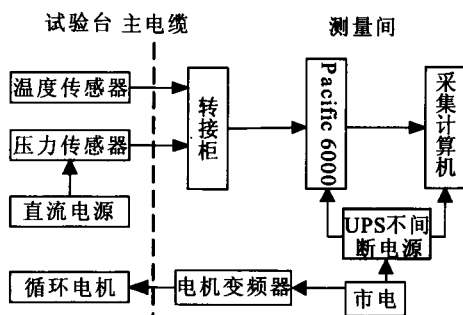 试验台 主电缆
测量间
温度传感器
压力传感器
直流电源
循环电机
转接柜
电机变频器
Pacific 6000
采集计算机
UPS不间
断电源
市电